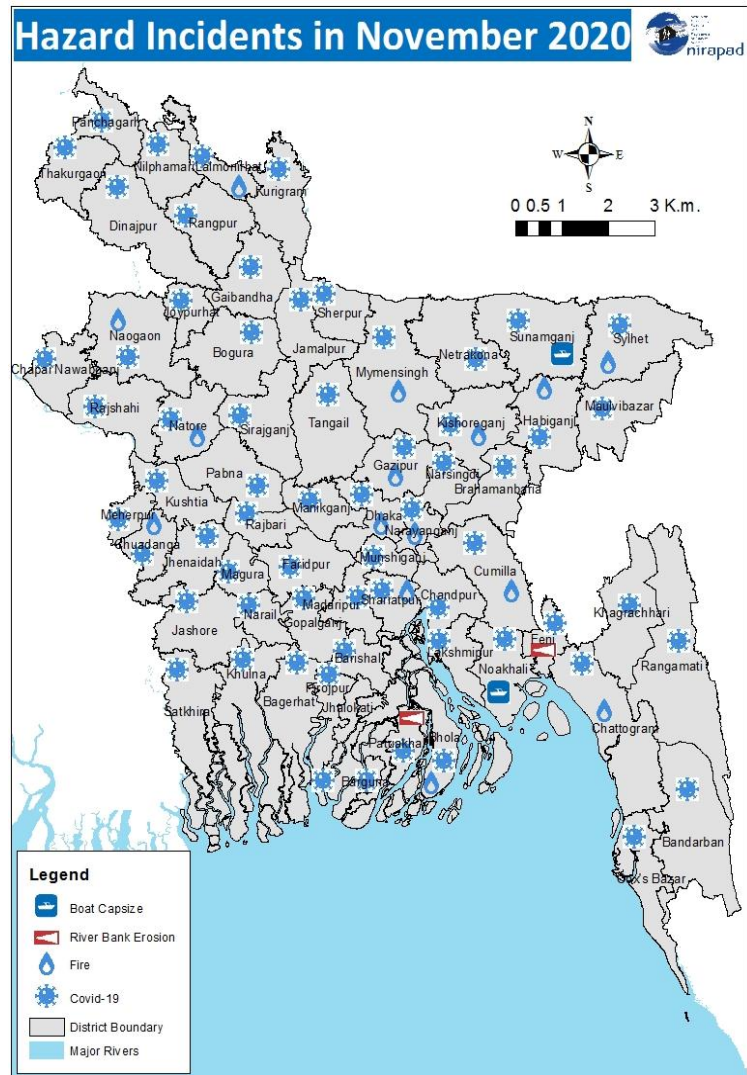 Hazard Incidents in November 2020
nirapad
N
W E
S
0 0.5 1 2 3 K.m.
Panchagarh
Thakurgaon
Nilphamari
Lalmonirhat
Kurigram
Dinajpur
Rangpur
Gaibandha
Joypurhat
Sherpur
Naogaon
Bogura
Jamalpur
Mymensingh
Netrakona
Sunamganj
Sylhet
Chapai Nawabganj
Rajshahi
Natore
Sirajganj
Tangail
Kishoreganj
Habiganj
Maulvibazar
Pabna
Gazipur
Narsingdi
Brahamanbaria
Kushtia
Meherpur
Rajbari
Manikganj
Dhaka
Narayanganj
Chuadanga
Jhenaidah
Magura
Faridpur
Munshiganj
Cumilla
Chandpur
Shariatpur
Madaripur
Gopalganj
Narail
Jashore
Khagrachhari
Rangamati
Feni
Lakshmipur
Noakhali
Barishal
Khulna
Bagerhat
Pirojpur
Jhalokati
Satkhira
Patuakhali
Bhola
Barguna
Chattogram
Bandarban
Cox's Bazar
Legend
Boat Capsize
River Bank Erosion
Fire
Covid-19
District Boundary
Major Rivers